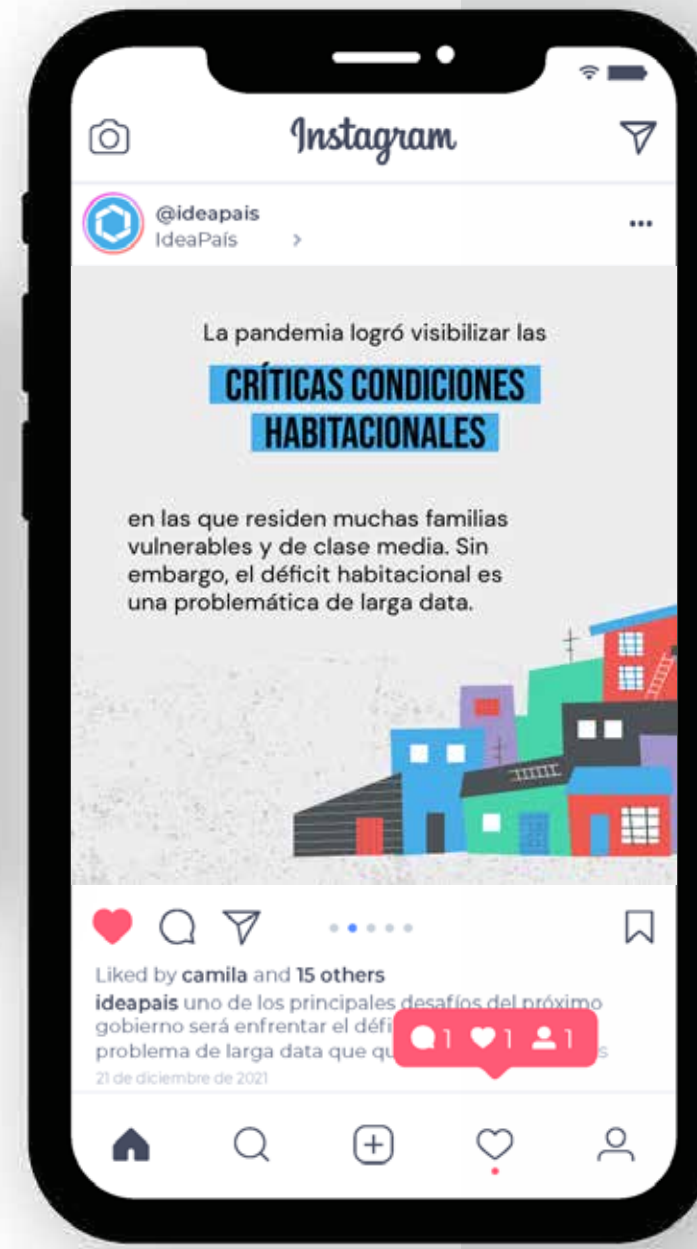 Instagram
@ideapais
IdeaPaís
La pandemia logró visibilizar las
CRÍTICAS CONDICIONES
HABITACIONALES
en las que residen muchas familias
vulnerables y de clase media. Sin
embargo, el déficit habitacional es
una problemática de larga data.
Liked by camila and 15 others
ideapais uno de los principales desafíos del próximo
gobierno será enfrentar el
problema de larga data que
1 1 1
21 de diciembre de 2021